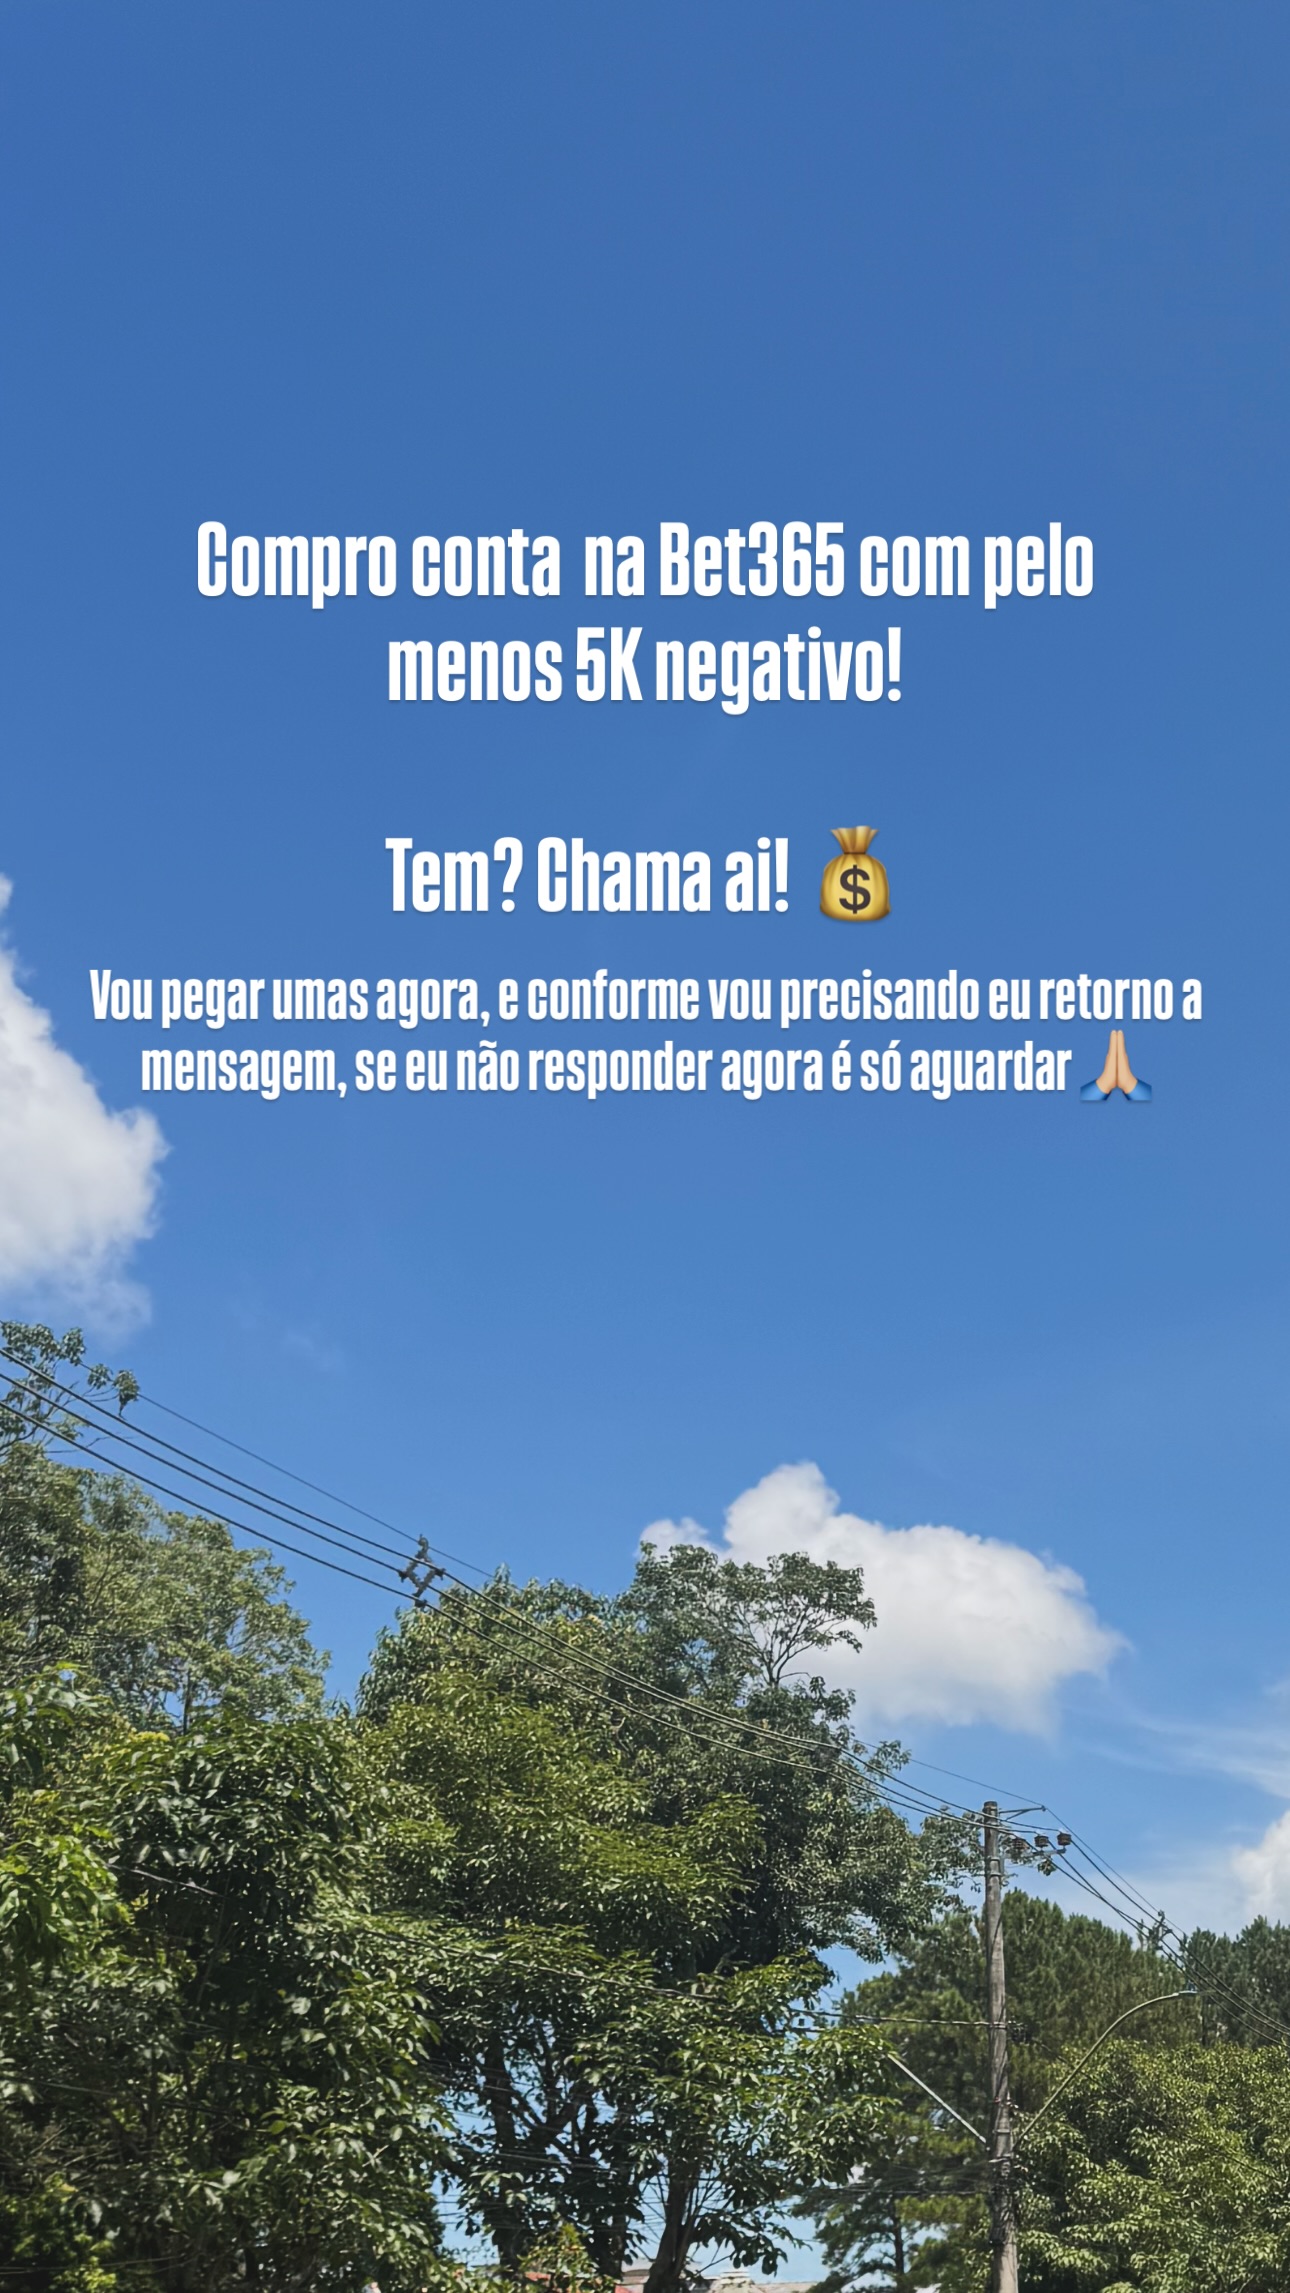 Compro conta na Bet365 com pelo
menos 5K negativo!
Tem? Chama ai! 💰
Vou pegar umas agora, e conforme vou precisando eu retorno a
mensagem, se eu não responder agora é só aguardar 🙏🏼